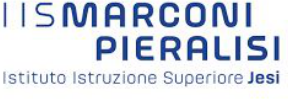 IISMARCONI
PIERALISI
Istituto Istruzione Superiore Jesi